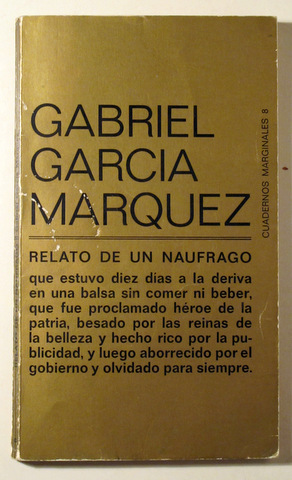 GABRIEL
GARCIA
MARQUEZ
RELATO DE UN NAUFRAGO
que estuvo diez dias a la deriva
en una balsa sin comer ni beber,
que fue proclamado héroe de la
patria, besado por las reinas de
la belleza y hecho rico por la pu-
blicidad, y luego aborrecido por el
gobierno y olvidado para siempre.
CUADERNOS MARGINALES 8